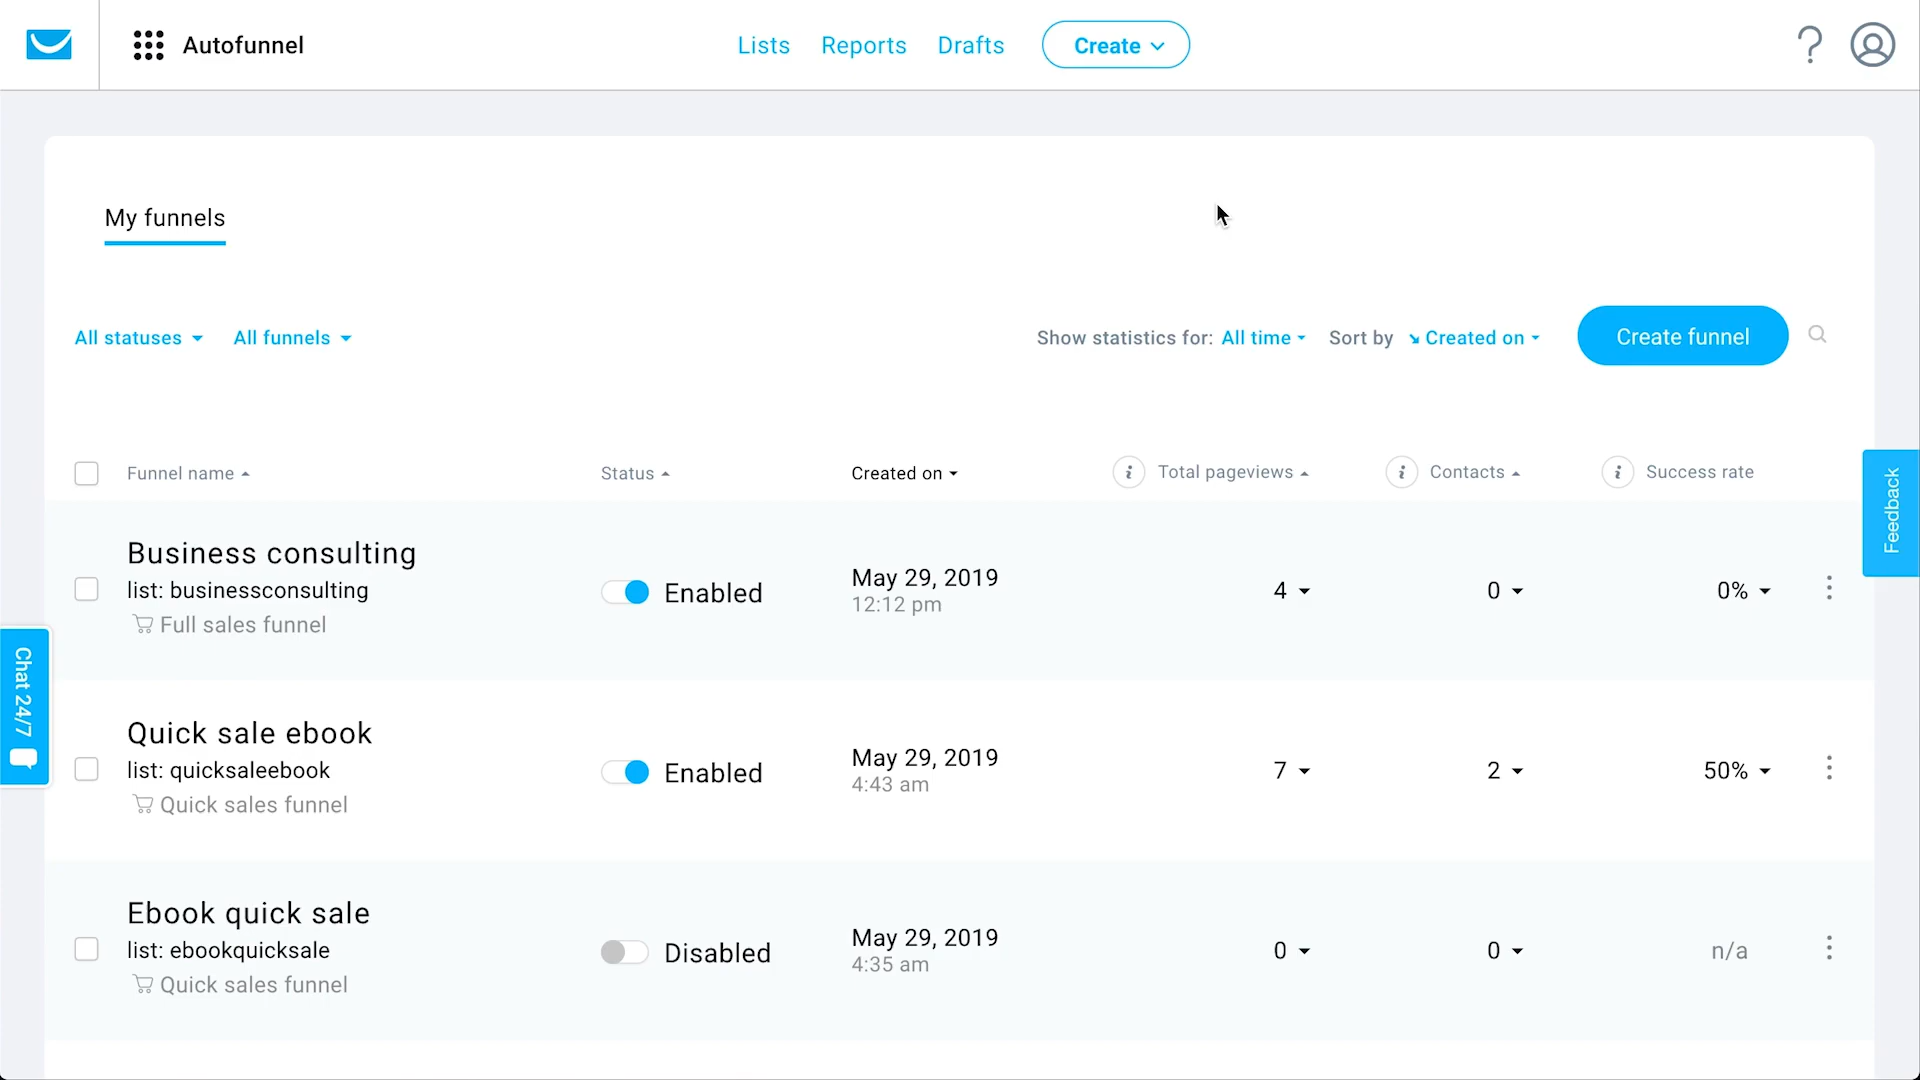 Autofunnel
Lists Reports Drafts Create
My funnels
All statuses All funnels Show statistics for: All time Sort by Created on Create funnel
Funnel name Status Created on i Total pageviews i Contacts i Success rate
Feedback
Business consulting
list: businessconsulting
Full sales funnel
Enabled
May 29, 2019
12:12 pm
4 0 0%
Chat 24/7
Quick sale ebook
list: quicksaleebook
Quick sales funnel
Enabled
May 29, 2019
4:43 am
7 2 50%
Ebook quick sale
list: ebookquicksale
Quick sales funnel
Disabled
May 29, 2019
4:35 am
0 0 n/a